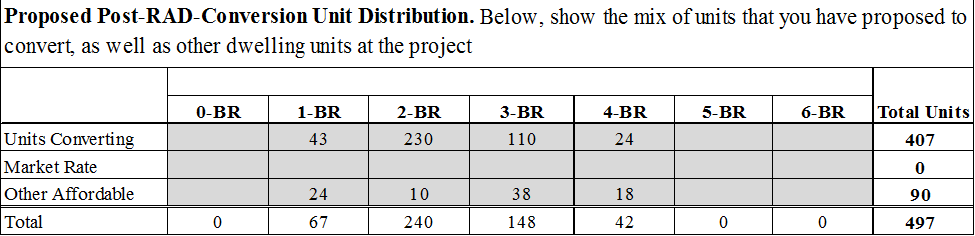 Proposed Post-RAD-Conversion Unit Distribution. Below, show the mix of units that you have proposed to
convert, as well as other dwelling units at the project
0-BR 1-BR 2-BR 3-BR 4-BR 5-BR 6-BR Total Units
Units Converting 43 230 110 24 407
Market Rate 0
Other Affordable 24 10 38 18 90
Total 0 67 240 148 42 0 0 497